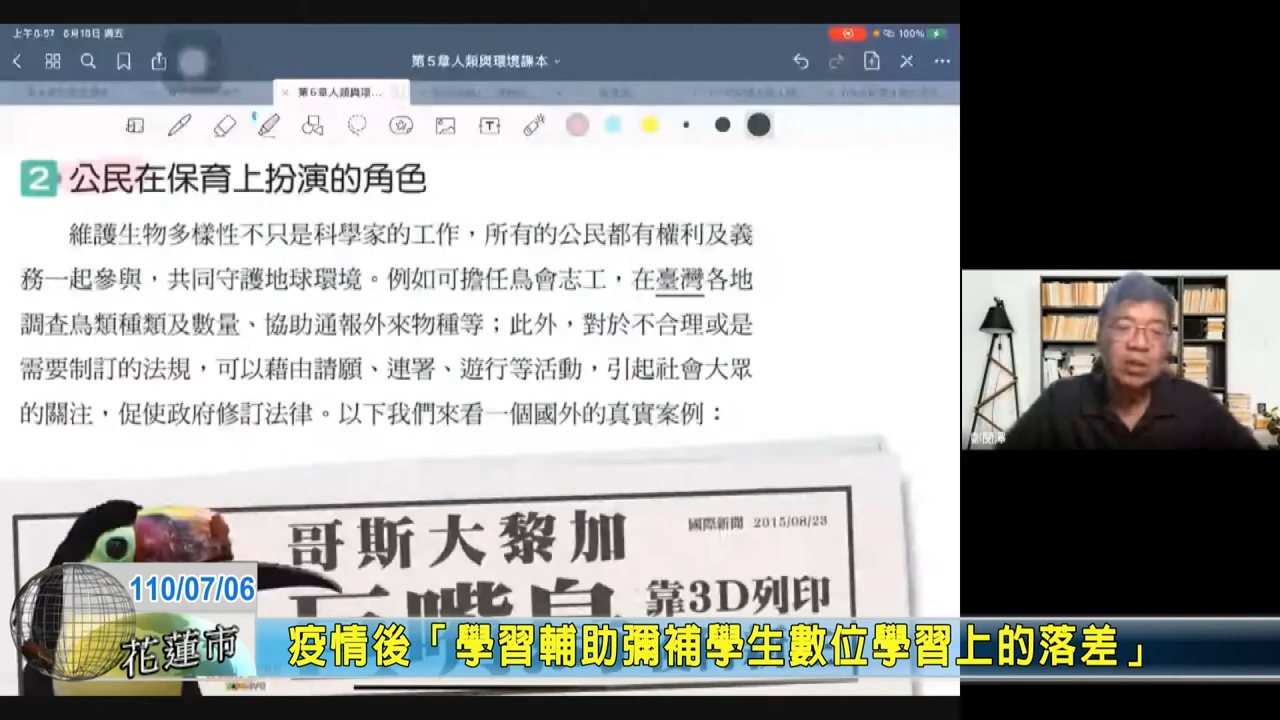 上午8:57 6月18日 週五
100%
第5章人類與環境課本
第6章人類與環...
2 公民在保育上扮演的角色
維護生物多樣性不只是科學家的工作，所有的公民都有權利及義
務一起參與，共同守護地球環境。例如可擔任鳥會志工，在臺灣各地
調查鳥類種類及數量、協助通報外來物種等；此外，對於不合理或是
需要制訂的法規，可以藉由請願、連署、遊行等活動，引起社會大眾
的關注，促使政府修訂法律。以下我們來看一個國外的真實案例：
國際新聞 2015/08/23
哥斯大黎加
靠3D列印
110/07/06
花蓮市
疫情後「學習輔助彌補學生數位學習上的落差」